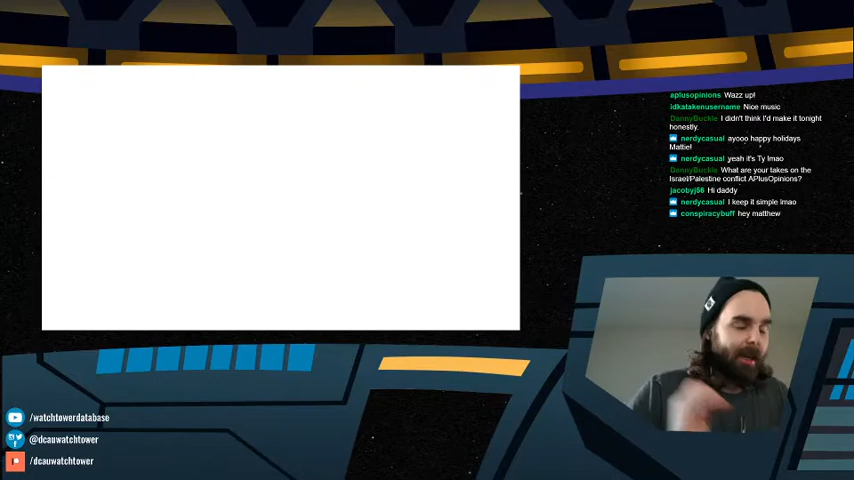 aplusopinions Wazz up!
idkatakenusername Nice music
DannyBuckle I didn't think I'd make it tonight
honestly.
nerdycasual ayooo happy holidays
Mattie!
nerdycasual yeah it's Ty lmao
DannyBuckle What are your takes on the
Israel/Palestine conflict APlusOpinions?
jacobyj56 Hi daddy
nerdycasual I keep it simple lmao
conspiracybuff hey matthew
/watchtowerdatabase
@dcauwatchtower
/dcauwatchtower